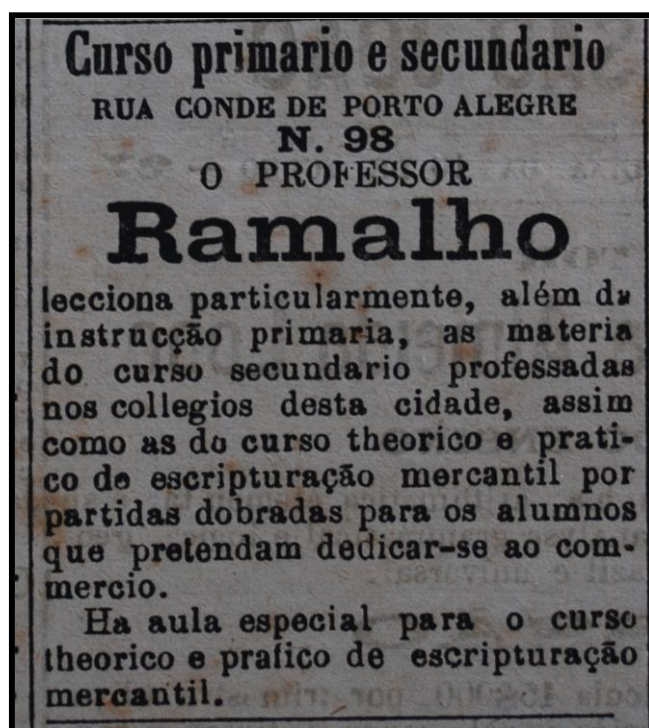 Curso primario e secundario
RUA CONDE DE PORTO ALEGRE
N. 98
O PROFESSOR
Ramalho
lecciona particularmente, além da
instrucção primaria, as materia
do curso secundario professadas
nos collegios desta cidade, assim
como as do curso theorico e prati-
co de escripturação mercantil por
partidas dobradas para os alumnos
que pretendam dedicar-se ao com-
mercio.
Ha aula especial para o curso
theorico e pratico de escripturação
mercantil.